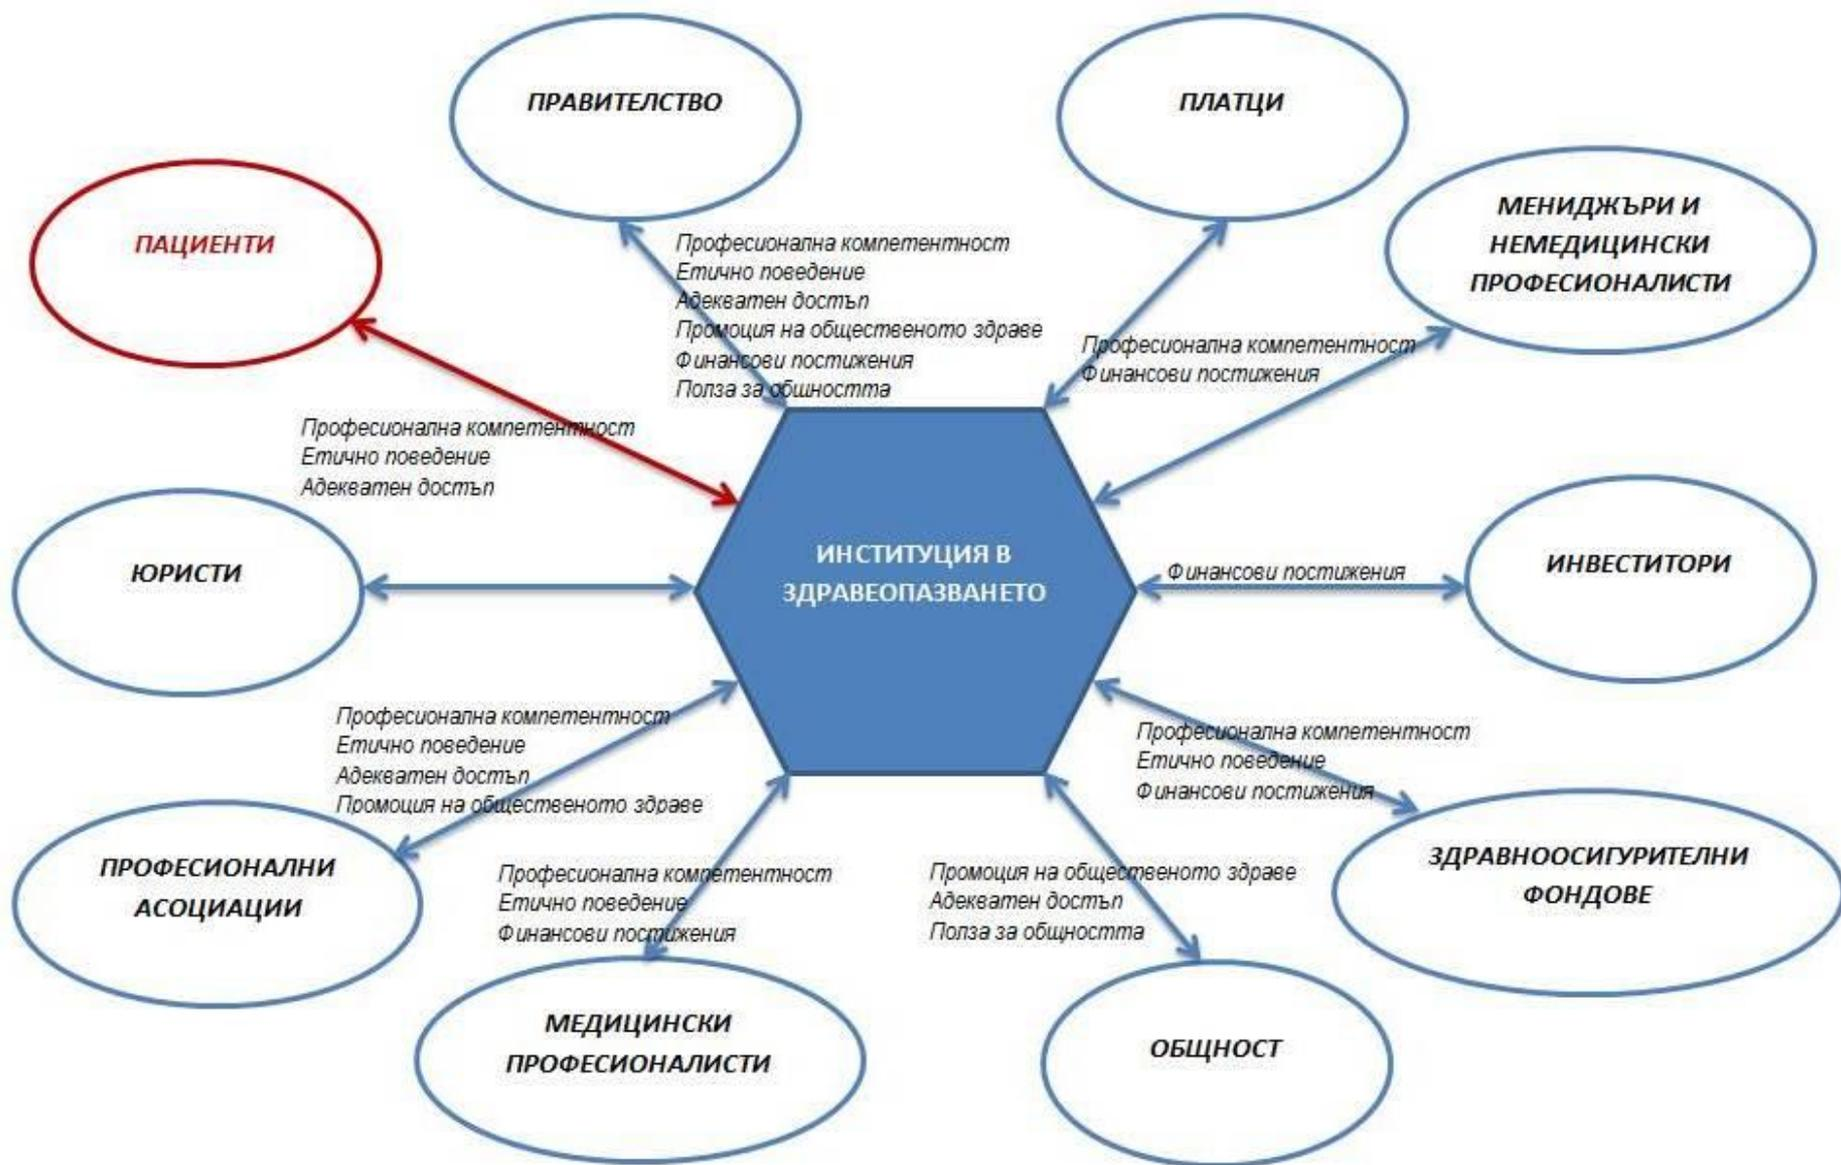 ПРАВИТЕЛСТВО
ПЛАТЦИ
ПАЦИЕНТИ
МЕНИДЖЪРИ И
НЕМЕДИЦИНСКИ
ПРОФЕСИОНАЛИСТИ
Професионална компетентност
Етично поведение
Адекватен достъп
Промоция на общественото здраве
Финансови постижения
Полза за общността
Професионална компетентност
Финансови постижения
Професионална компетентност
Етично поведение
Адекватен достъп
ЮРИСТИ
ИНСТИТУЦИЯ В
ЗДРАВЕОПАЗВАНЕТО
Финансови постижения
ИНВЕСТИТОРИ
Професионална компетентност
Етично поведение
Адекватен достъп
Промоция на общественото здраве
Професионална компетентност
Етично поведение
Финансови постижения
ПРОФЕСИОНАЛНИ
АСОЦИАЦИИ
Професионална компетентност
Етично поведение
Финансови постижения
Промоция на общественото здраве
Адекватен достъп
Полза за общността
ЗДРАВНООСИГУРИТЕЛНИ
ФОНДОВЕ
МЕДИЦИНСКИ
ПРОФЕСИОНАЛИСТИ
ОБЩНОСТ